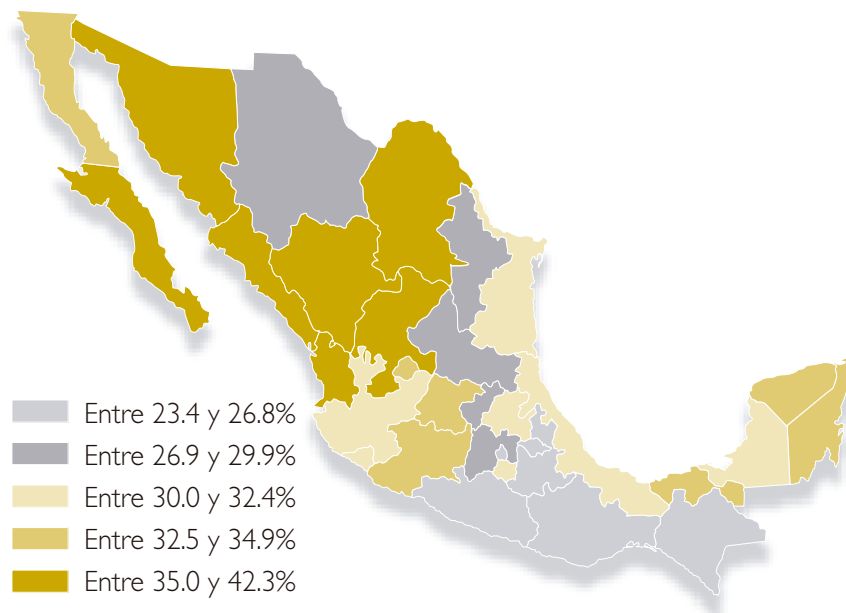 Entre 23.4 y 26.8%
Entre 26.9 y 29.9%
Entre 30.0 y 32.4%
Entre 32.5 y 34.9%
Entre 35.0 y 42.3%